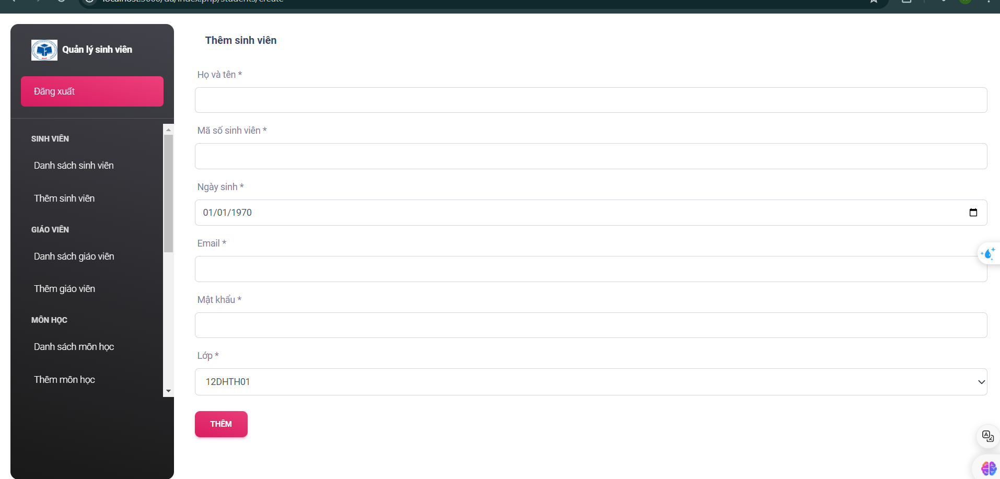 Quản lý sinh viên
Đăng xuất
SINH VIÊN
Danh sách sinh viên
Thêm sinh viên
GIÁO VIÊN
Danh sách giáo viên
Thêm giáo viên
MÔN HỌC
Danh sách môn học
Thêm môn học
Thêm sinh viên
Họ và tên *
Mã số sinh viên *
Ngày sinh *
01/01/1970
Email *
Mật khẩu *
Lớp *
12DHTH01
THÊM